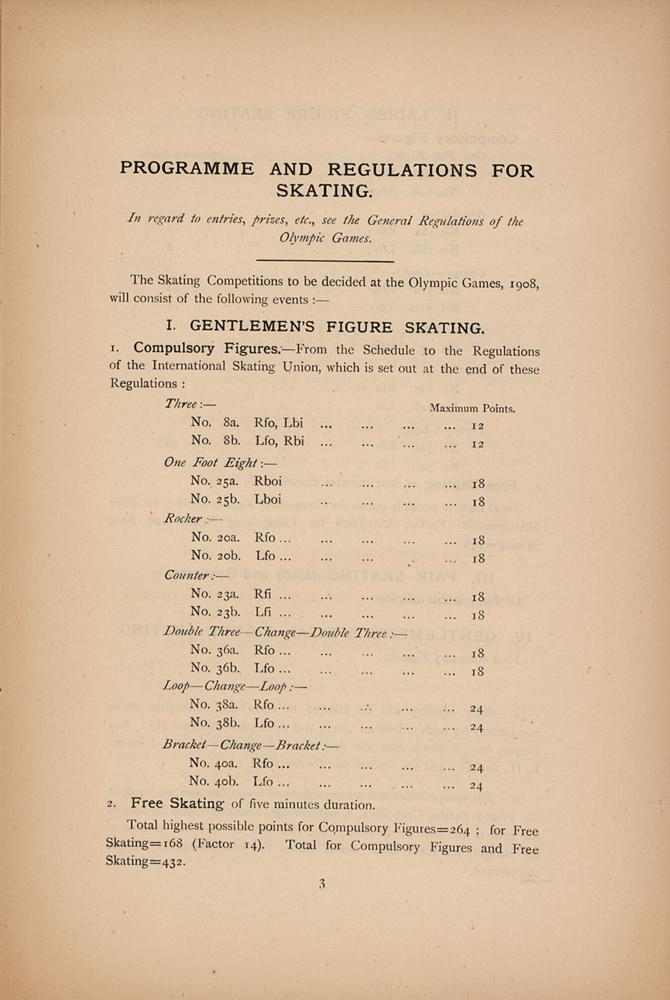 PROGRAMME AND REGULATIONS FOR
SKATING.
In regard to entries, prizes, etc., see the General Regulations of the
Olympic Games.
The Skating Competitions to be decided at the Olympic Games, 1908,
will consist of the following events :—
I. GENTLEMEN'S FIGURE SKATING.
1. Compulsory Figures.—From the Schedule to the Regulations
of the International Skating Union, which is set out at the end of these
Regulations :
Three :— Maximum Points.
No. 8a. Rfo, Lbi ... ... ... ... 12
No. 8b. Lfo, Rbi ... ... ... ... 12
One Foot Eight :—
No. 25a. Rboi ... ... ... ... 18
No. 25b. Lboi ... ... ... ... 18
Rocker :—
No. 20a. Rfo ... ... ... ... ... 18
No. 20b. Lfo ... ... ... ... ... 18
Counter :—
No. 23a. Rfi ... ... ... ... ... 18
No. 23b. Lfi ... ... ... ... ... 18
Double Three—Change—Double Three :—
No. 36a. Rfo ... ... ... ... ... 18
No. 36b. Lfo ... ... ... ... ... 18
Loop—Change—Loop :—
No. 38a. Rfo ... ... ... ... ... 24
No. 38b. Lfo ... ... ... ... ... 24
Bracket—Change—Bracket :—
No. 40a. Rfo ... ... ... ... ... 24
No. 40b. Lfo ... ... ... ... ... 24
2. Free Skating of five minutes duration.
Total highest possible points for Compulsory Figures=264 ; for Free
Skating=168 (Factor 14). Total for Compulsory Figures and Free
Skating=432.
3